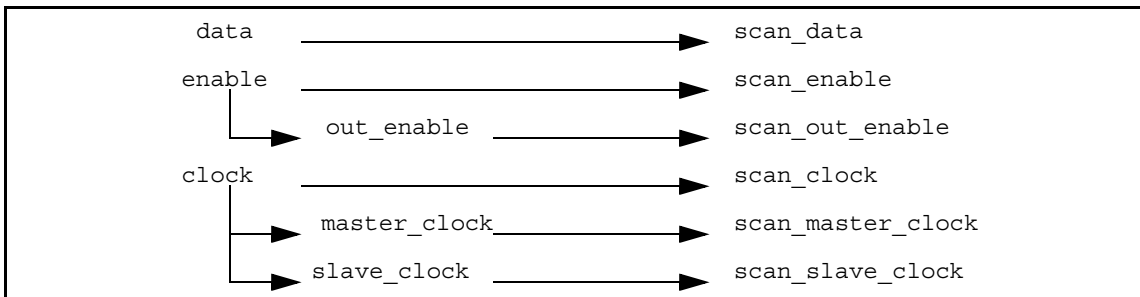 data scan_data
enable scan_enable
out_enable scan_out_enable
clock scan_clock
master_clock scan_master_clock
slave_clock scan_slave_clock